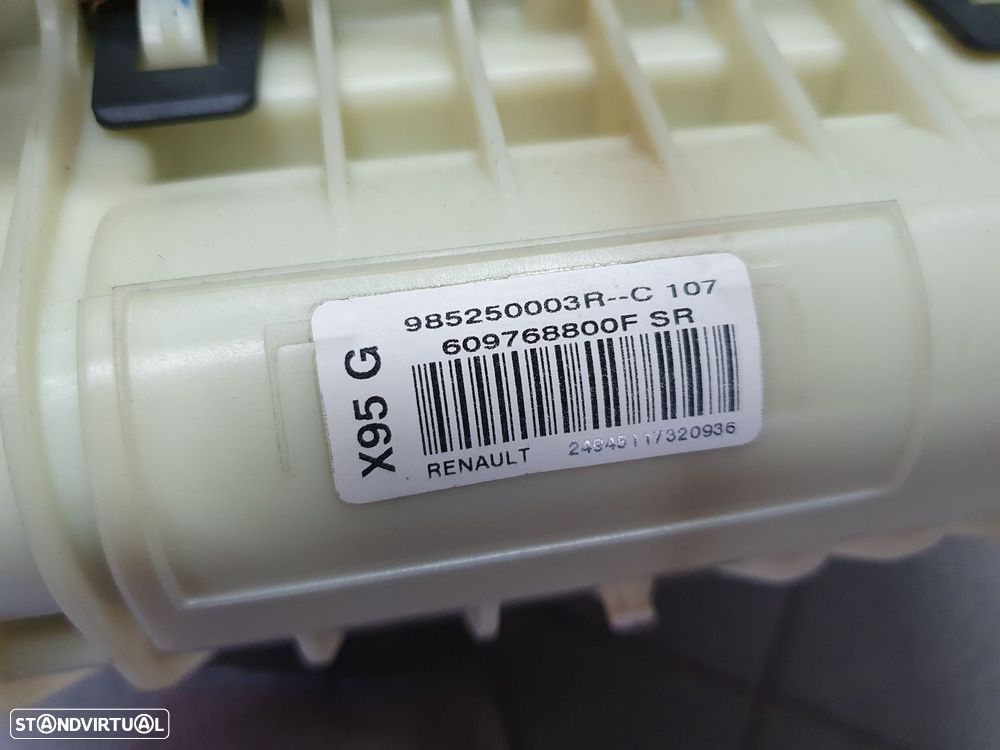 985250003R--C 107
609768800F SR
X95 G
RENAULT
24945117320936
STANDVIRTUAL